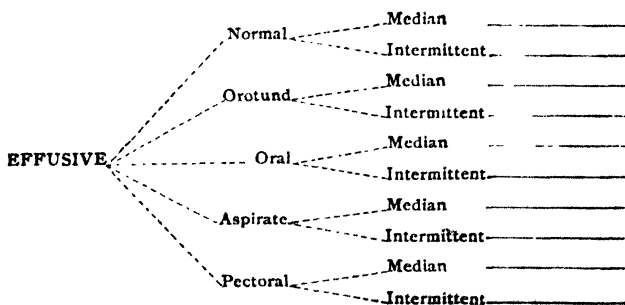 Median
Normal
Intermittent
Median
Orotund
Intermittent
Median
EFFUSIVE
Oral
Intermittent
Median
Aspirate
Intermittent
Median
Pectoral
Intermittent